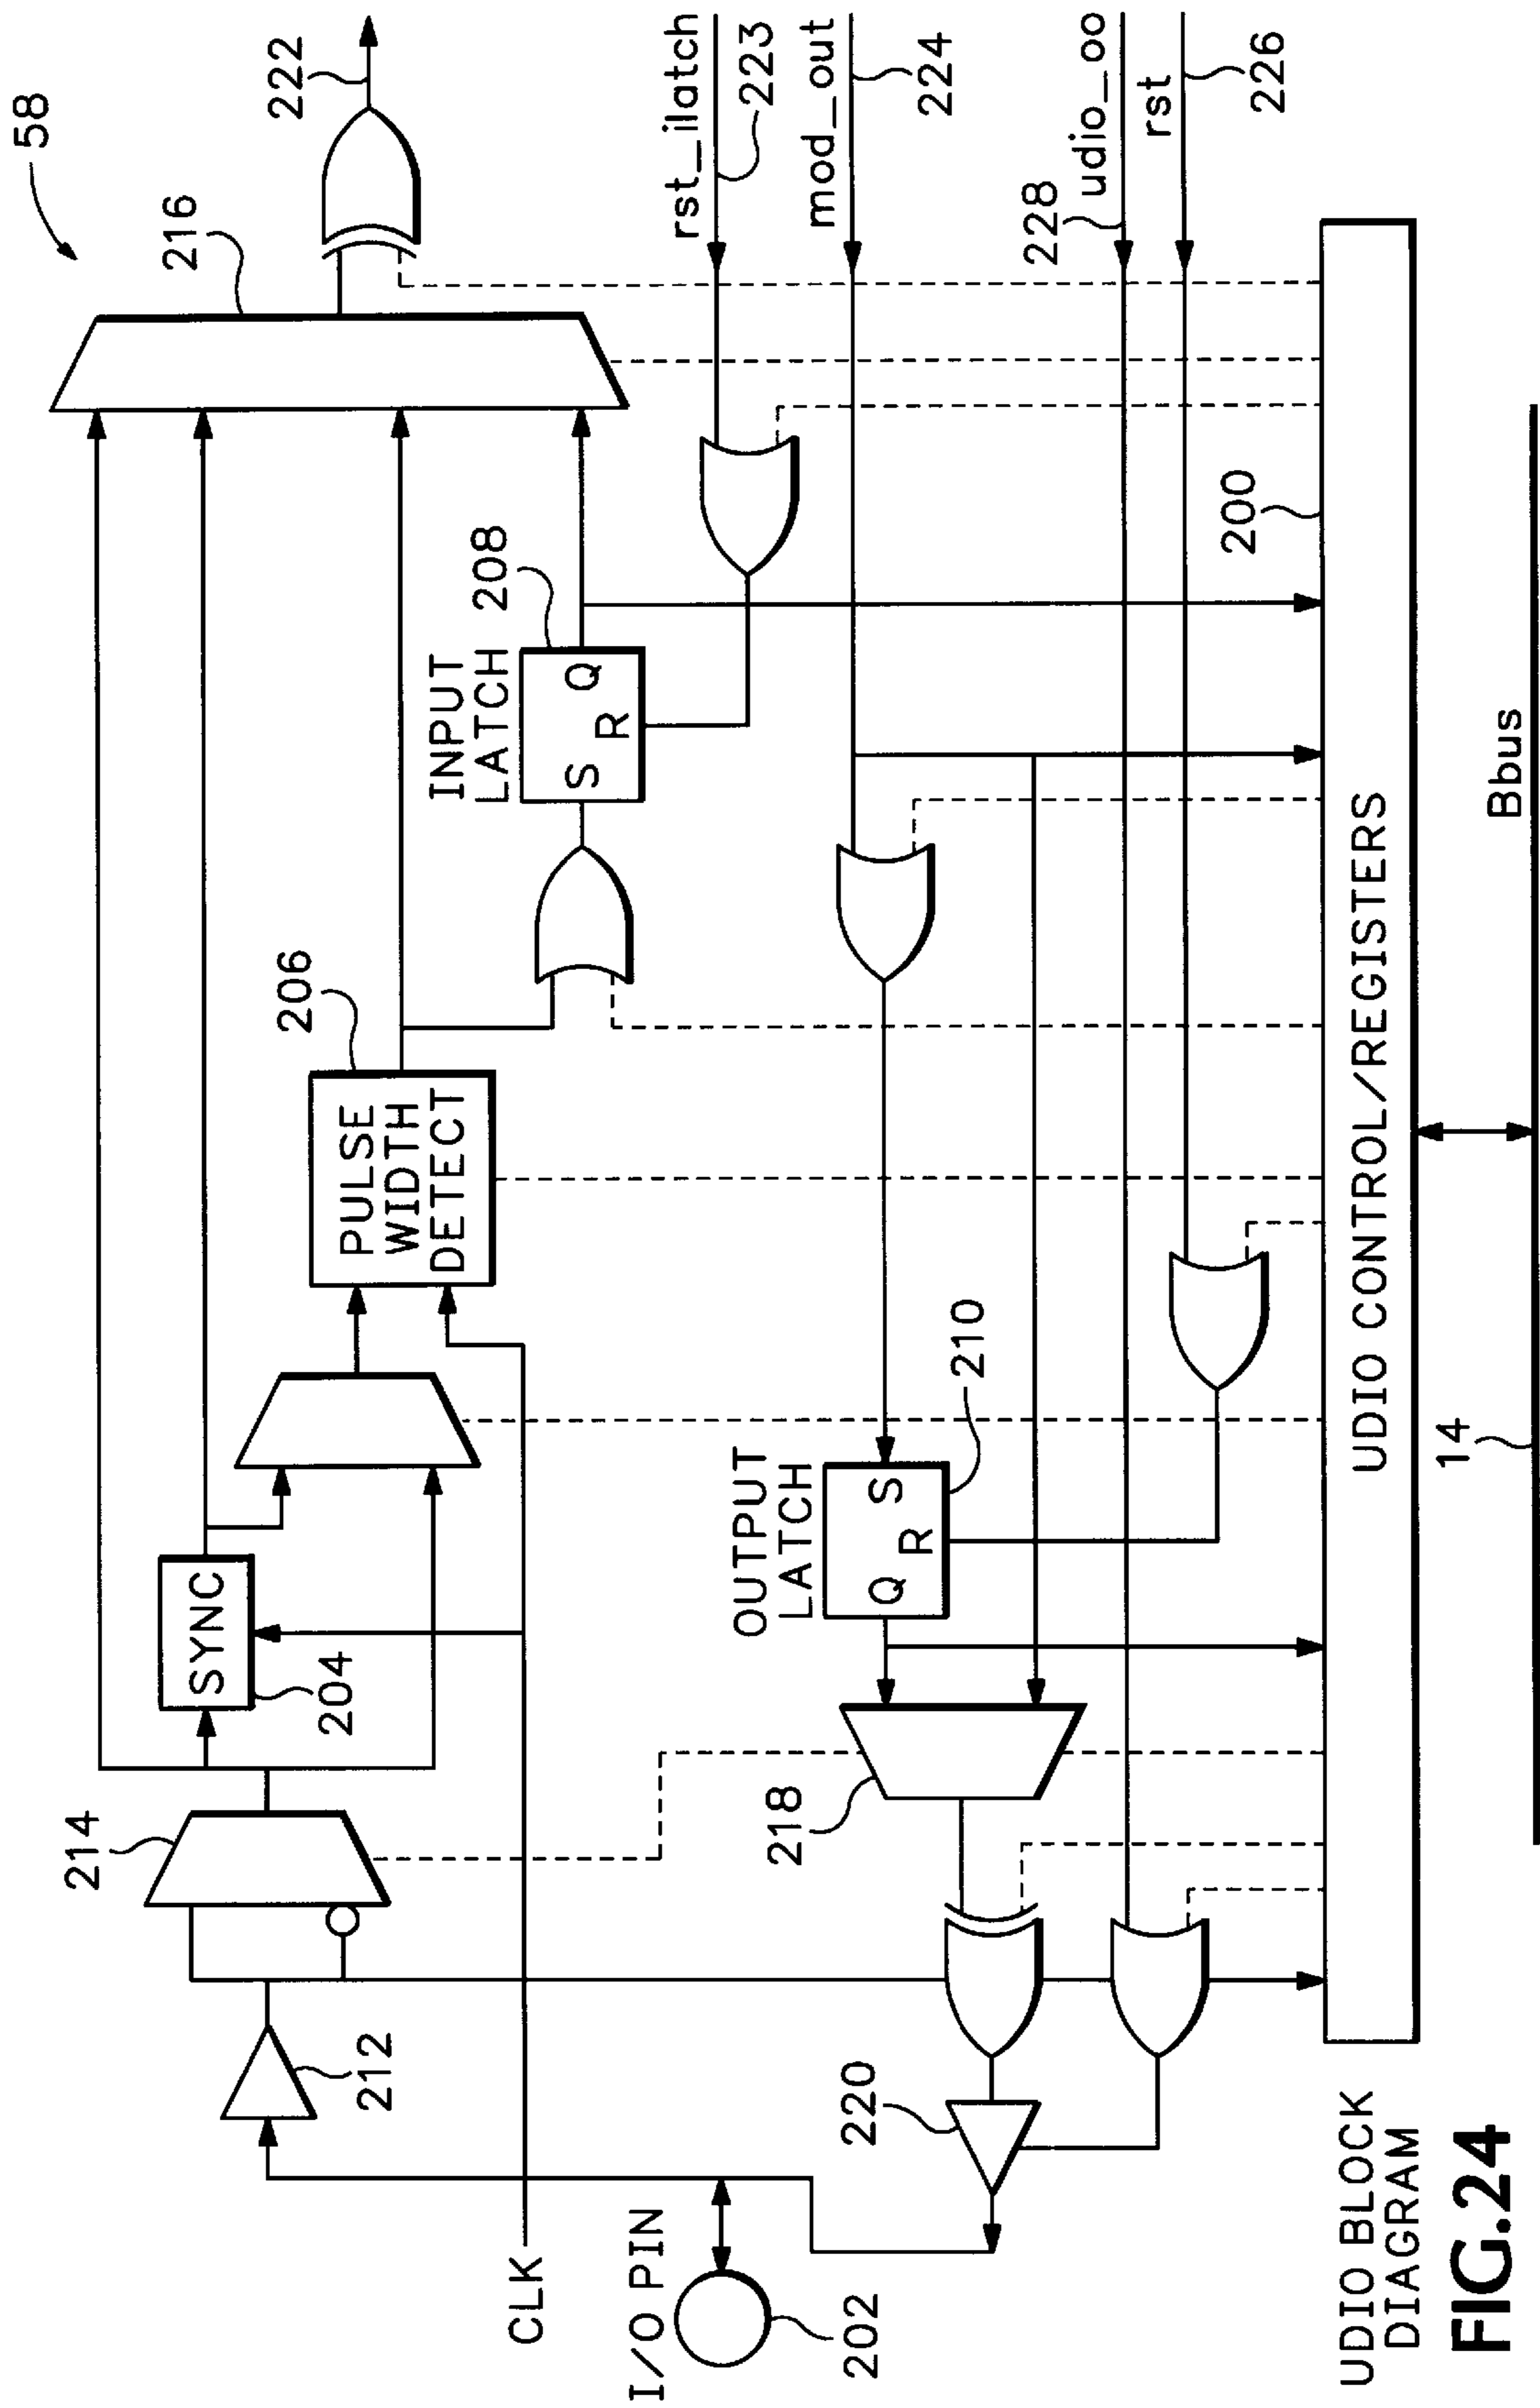 58
216
222
214
SYNC
204
206
PULSE
WIDTH
DETECT
INPUT
LATCH
208
S
Q
R
rst_ilatch
223
212
CLK
I/O PIN
202
OUTPUT
LATCH
210
Q
S
R
mod_out
224
218
220
228
udio_oo
rst
226
200
UDIO CONTROL/REGISTERS
14
Bbus
UDIO BLOCK
DIAGRAM
FIG.24